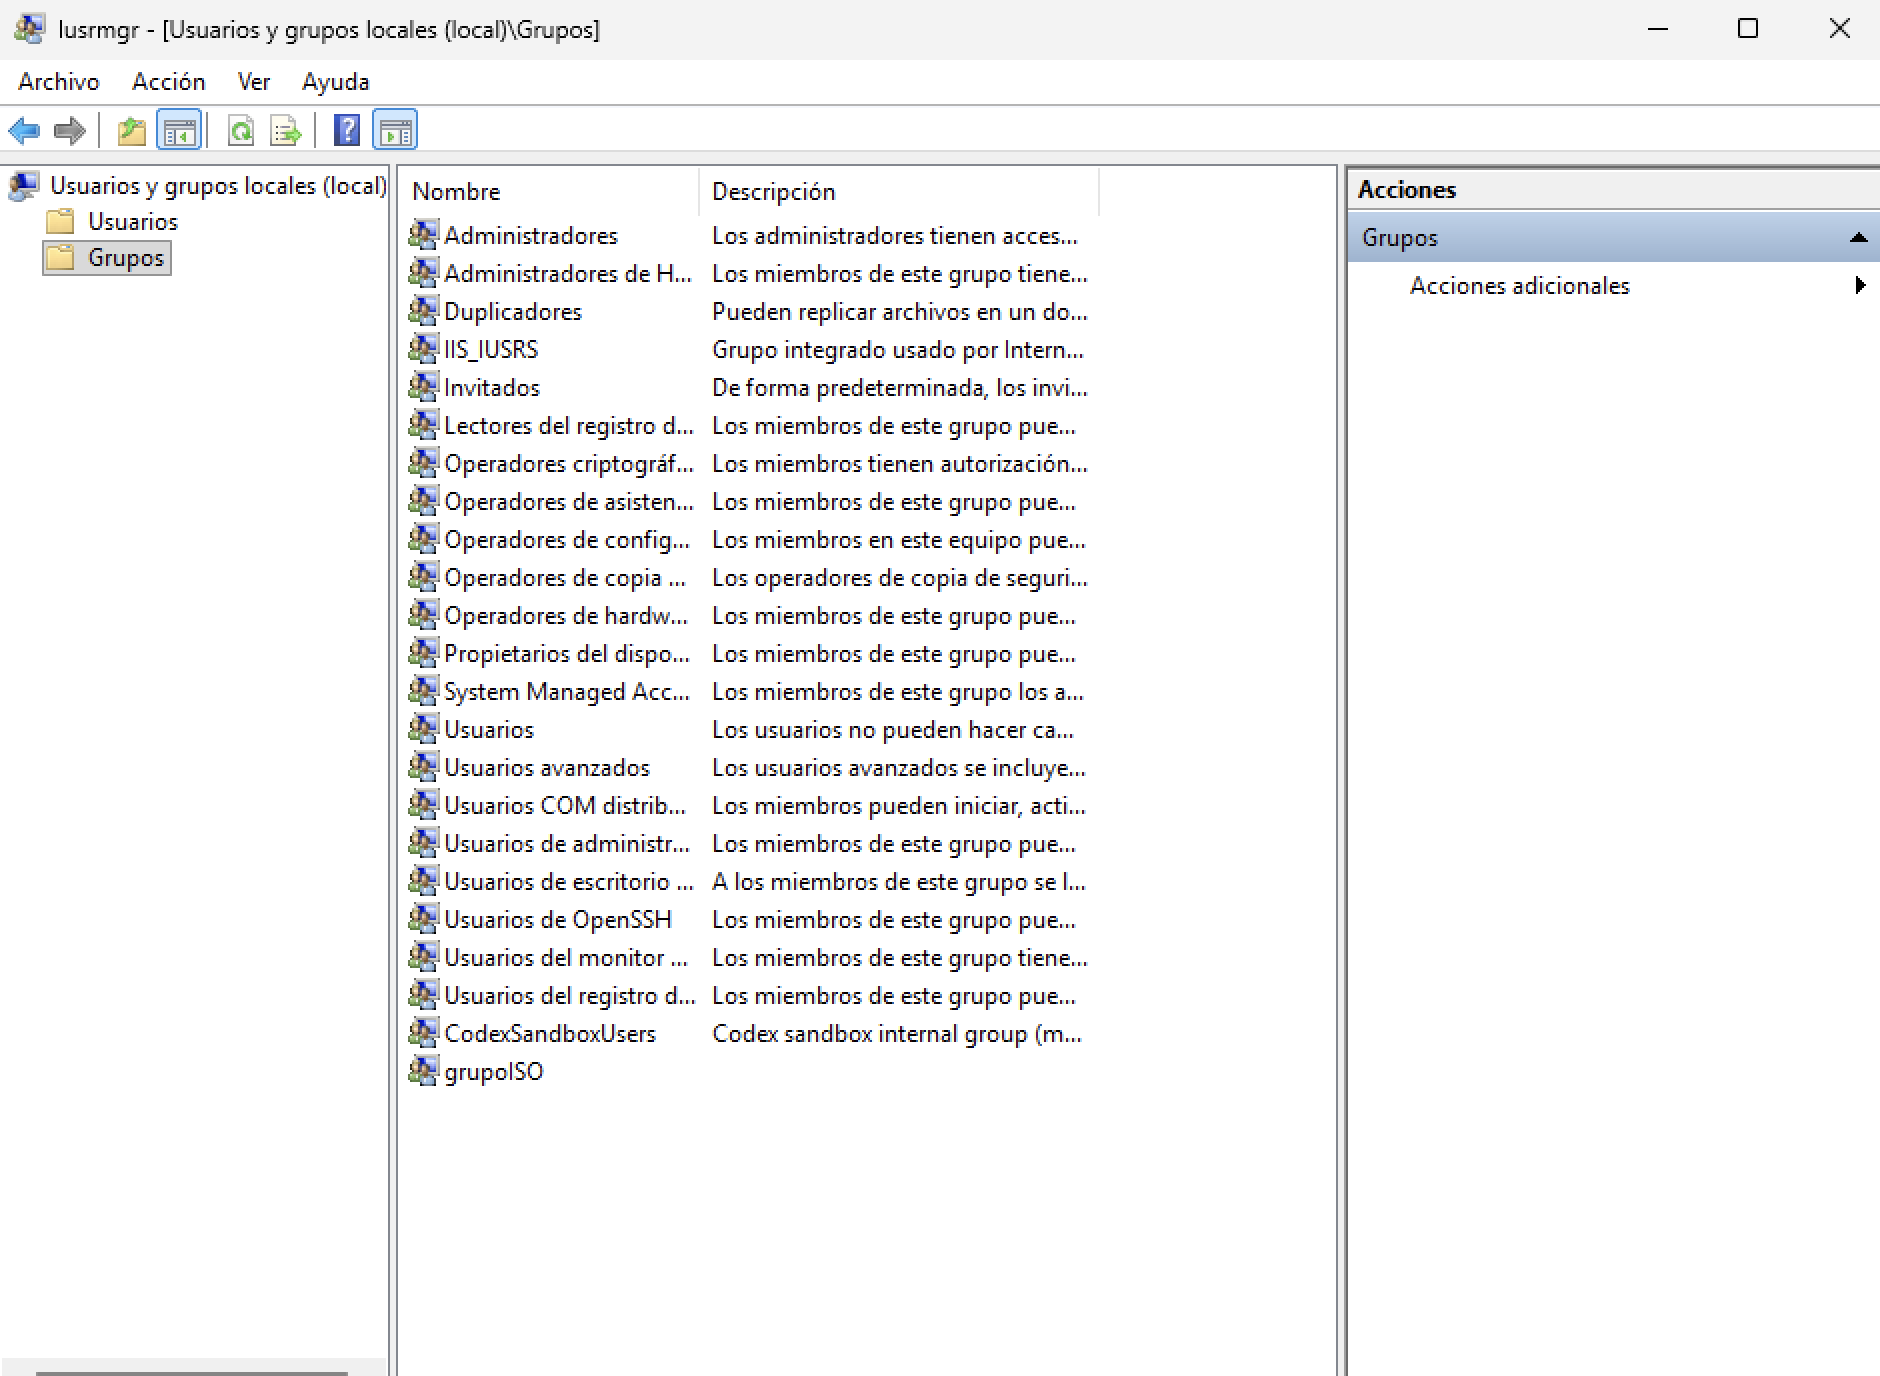 lusrmgr - [Usuarios y grupos locales (local)\Grupos]
Archivo Acción Ver Ayuda
Usuarios y grupos locales (local)
Usuarios
Grupos
Nombre Descripción
Administradores Los administradores tienen acces...
Administradores de H... Los miembros de este grupo tiene...
Duplicadores Pueden replicar archivos en un do...
IIS_IUSRS Grupo integrado usado por Intern...
Invitados De forma predeterminada, los invi...
Lectores del registro d... Los miembros de este grupo pue...
Operadores criptográf... Los miembros tienen autorización...
Operadores de asisten... Los miembros de este grupo pue...
Operadores de config... Los miembros en este equipo pue...
Operadores de copia ... Los operadores de copia de seguri...
Operadores de hardw... Los miembros de este grupo pue...
Propietarios del dispo... Los miembros de este grupo pue...
System Managed Acc... Los miembros de este grupo los a...
Usuarios Los usuarios no pueden hacer ca...
Usuarios avanzados Los usuarios avanzados se incluye...
Usuarios COM distrib... Los miembros pueden iniciar, acti...
Usuarios de administr... Los miembros de este grupo pue...
Usuarios de escritorio ... A los miembros de este grupo se l...
Usuarios de OpenSSH Los miembros de este grupo pue...
Usuarios del monitor ... Los miembros de este grupo tiene...
Usuarios del registro d... Los miembros de este grupo pue...
CodexSandboxUsers Codex sandbox internal group (m...
grupoISO
Acciones
Grupos
Acciones adicionales